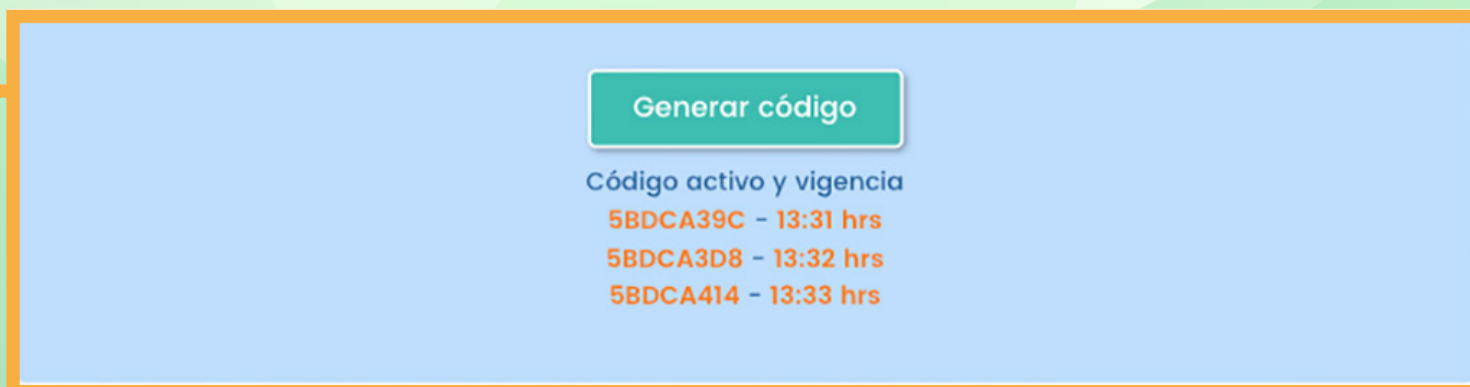 Generar código
Código activo y vigencia
5BDCA39C - 13:31 hrs
5BDCA3D8 - 13:32 hrs
5BDCA414 - 13:33 hrs